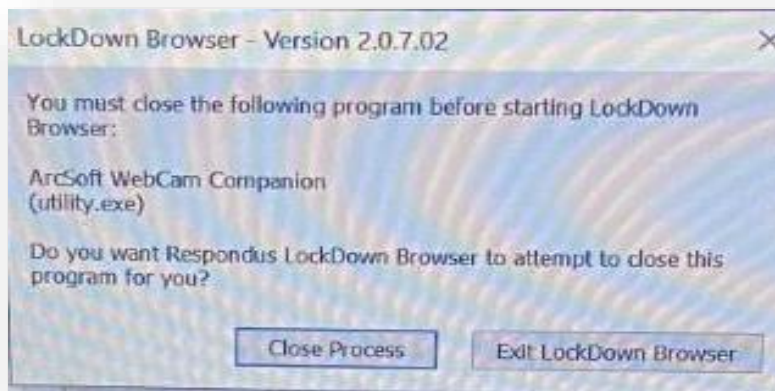 LockDown Browser - Version 2.0.7.02
You must close the following program before starting LockDown
Browser:
ArcSoft WebCam Companion
(utility.exe)
Do you want Respondus LockDown Browser to attempt to close this
program for you?
Close Process
Exit LockDown Browser